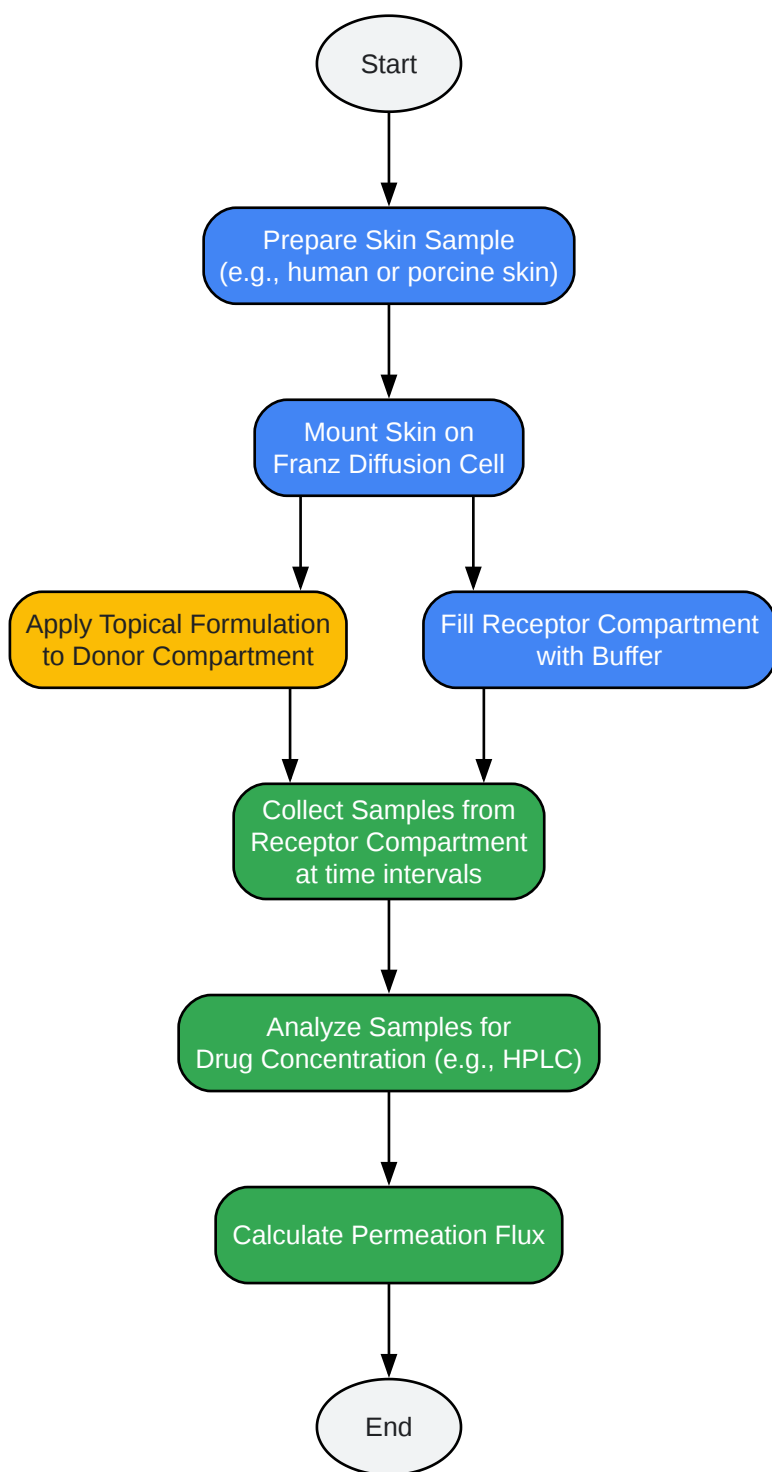 Start
Prepare Skin Sample
(e.g., human or porcine skin)
Mount Skin on
Franz Diffusion Cell
Apply Topical Formulation
to Donor Compartment
Fill Receptor Compartment
with Buffer
Collect Samples from
Receptor Compartment
at time intervals
Analyze Samples for
Drug Concentration (e.g., HPLC)
Calculate Permeation Flux
End